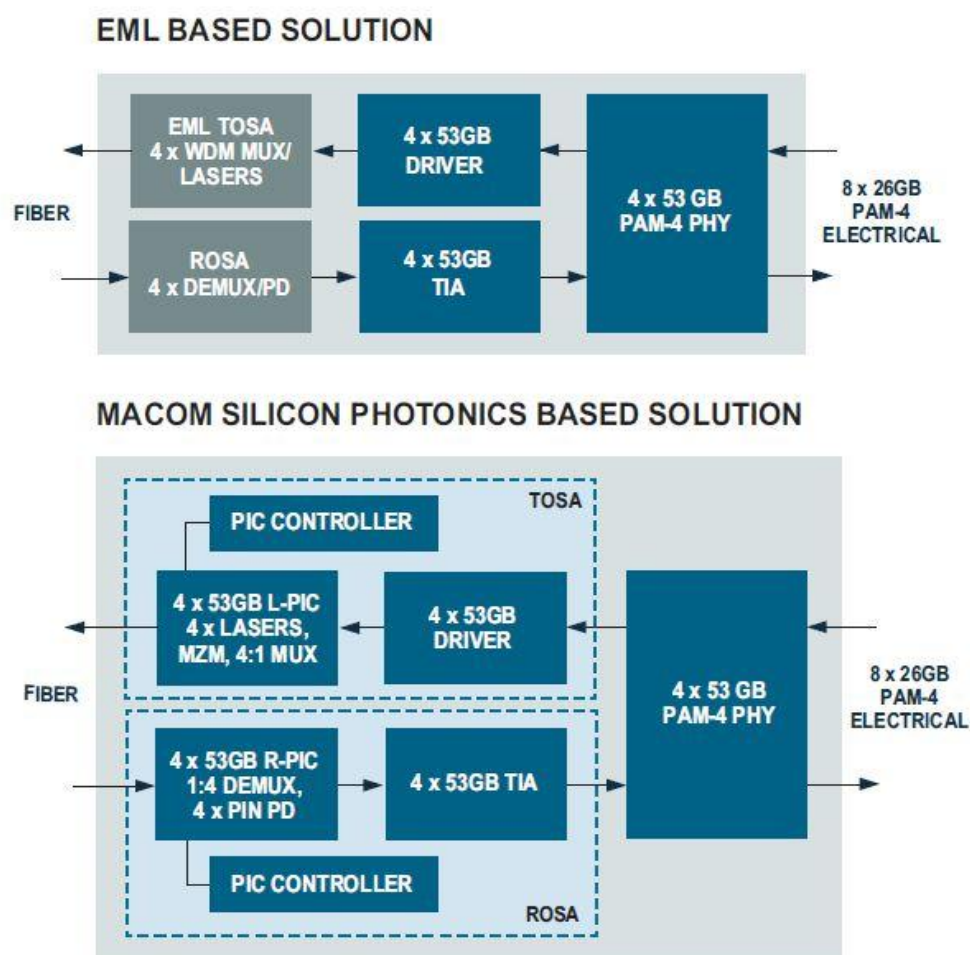 EML BASED SOLUTION
EML TOSA
4 x WDM MUX/
LASERS
4 x 53GB
DRIVER
4 x 53 GB
PAM-4 PHY
8 x 26GB
PAM-4
ELECTRICAL
FIBER
ROSA
4 x DEMUX/PD
4 x 53GB
TIA
MACOM SILICON PHOTONICS BASED SOLUTION
TOSA
PIC CONTROLLER
4 x 53GB L-PIC
4 x LASERS,
MZM, 4:1 MUX
4 x 53GB
DRIVER
4 x 53 GB
PAM-4 PHY
8 x 26GB
PAM-4
ELECTRICAL
FIBER
4 x 53GB R-PIC
1:4 DEMUX,
4 x PIN PD
4 x 53GB TIA
PIC CONTROLLER
ROSA